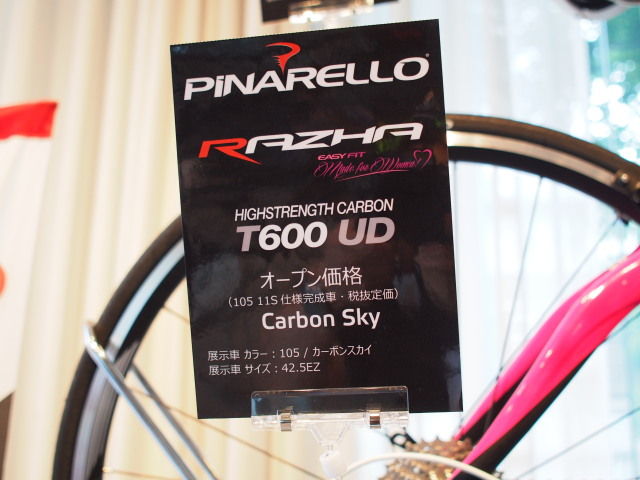 PiNARELLO
RAZHA
EASY FIT
Made for Woman
HIGHSTRENGTH CARBON
T600 UD
オープン価格
(105 11S 仕様完成車・税抜定価)
Carbon Sky
展示車 カラー：105 / カーボンスカイ
展示車 サイズ：42.5EZ